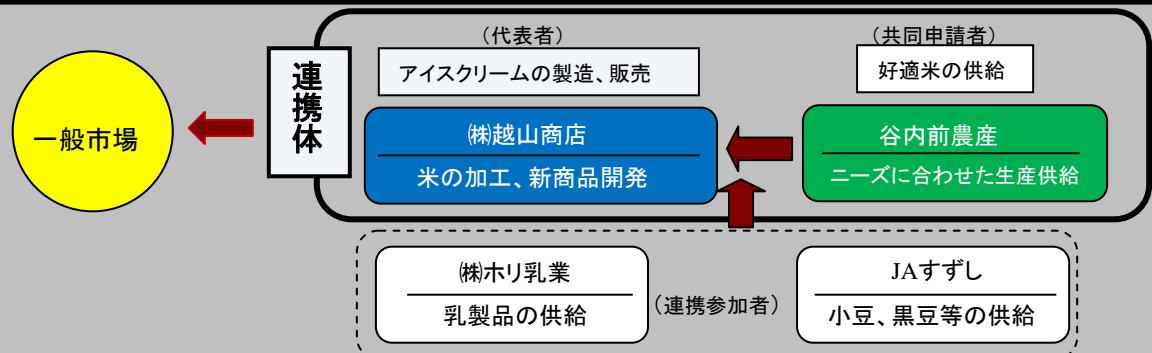 （代表者）
（共同申請者）
連携体
アイスクリームの製造、販売
好適米の供給
一般市場
㈱越山商店
米の加工、新商品開発
谷内前農産
ニーズに合わせた生産供給
㈱ホリ乳業
乳製品の供給
（連携参加者）
JAすずし
小豆、黒豆等の供給